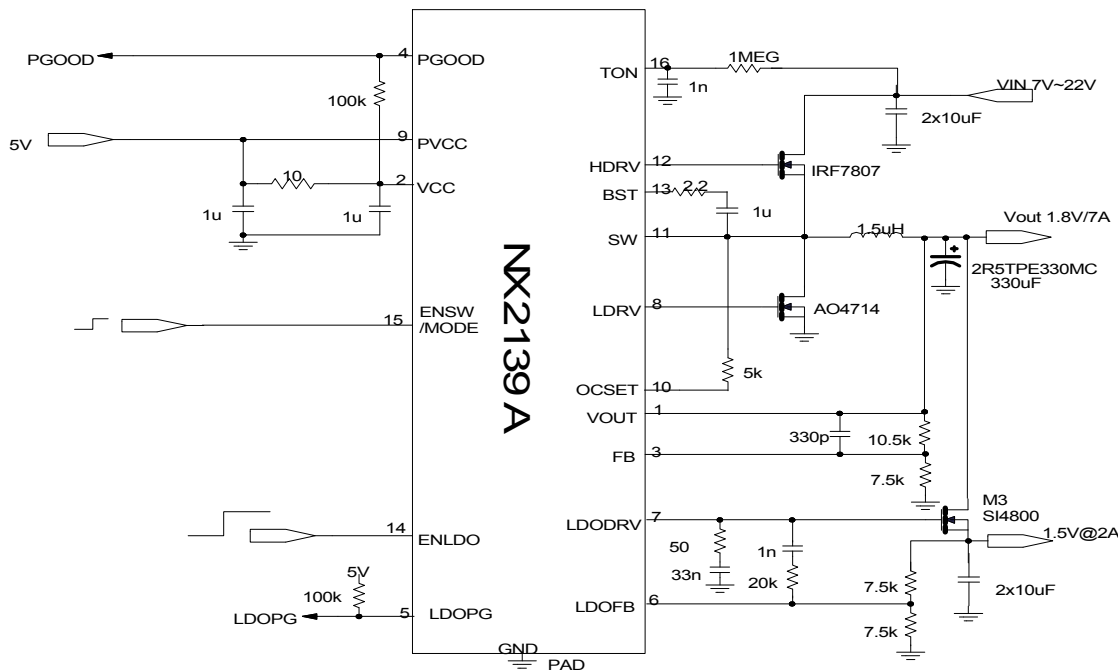 PGOOD
4
PGOOD
100k
5V
9
PVCC
10
2
VCC
1u
1u
15
ENSW
/MODE
14
ENLDO
5V
100k
LDOPG
5
LDOPG
GND
PAD
NX2139A
TON
16
1MEG
1n
VIN 7V~22V
2x10uF
HDRV
12
IRF7807
BST
13
2.2
1u
SW
11
1.5uH
Vout 1.8V/7A
2R5TPE330MC
330uF
LDRV
8
AO4714
5k
OCSET
10
VOUT
1
330p
10.5k
FB
3
7.5k
M3
SI4800
LDODRV
7
1.5V@2A
50
1n
33n
20k
7.5k
2x10uF
LDOFB
6
7.5k